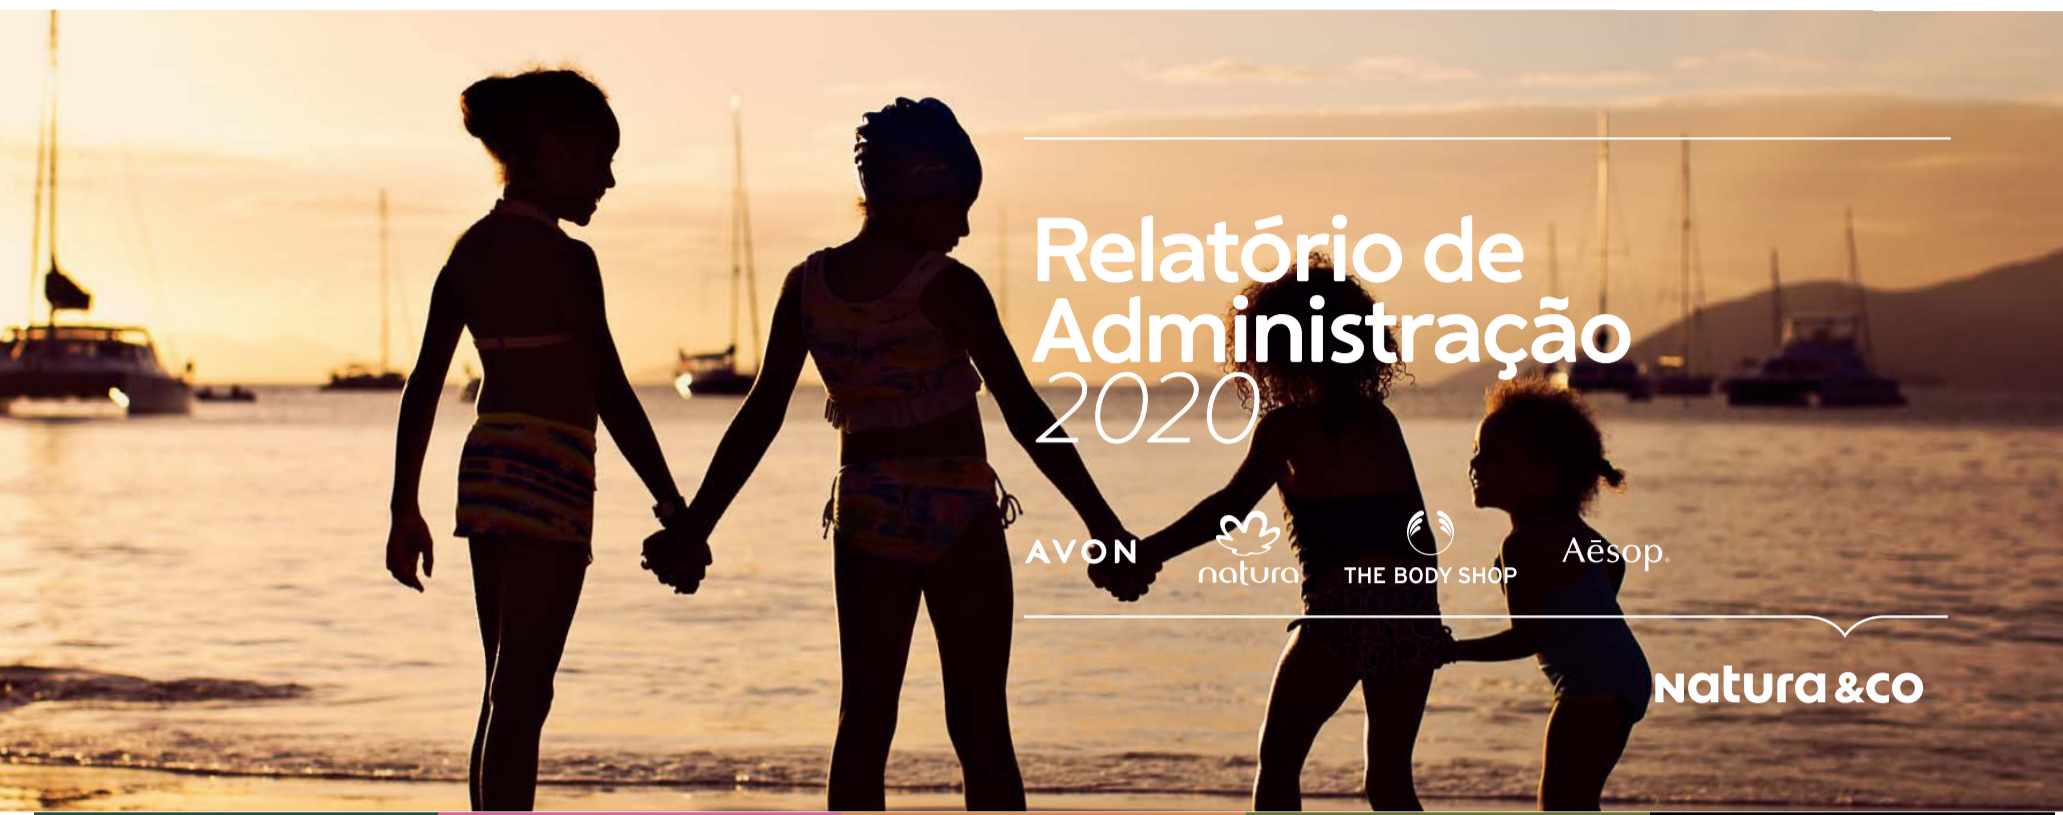 Relatório de
Administração
2020
AVON
natura
THE BODY SHOP
Aēsop.
natura &co